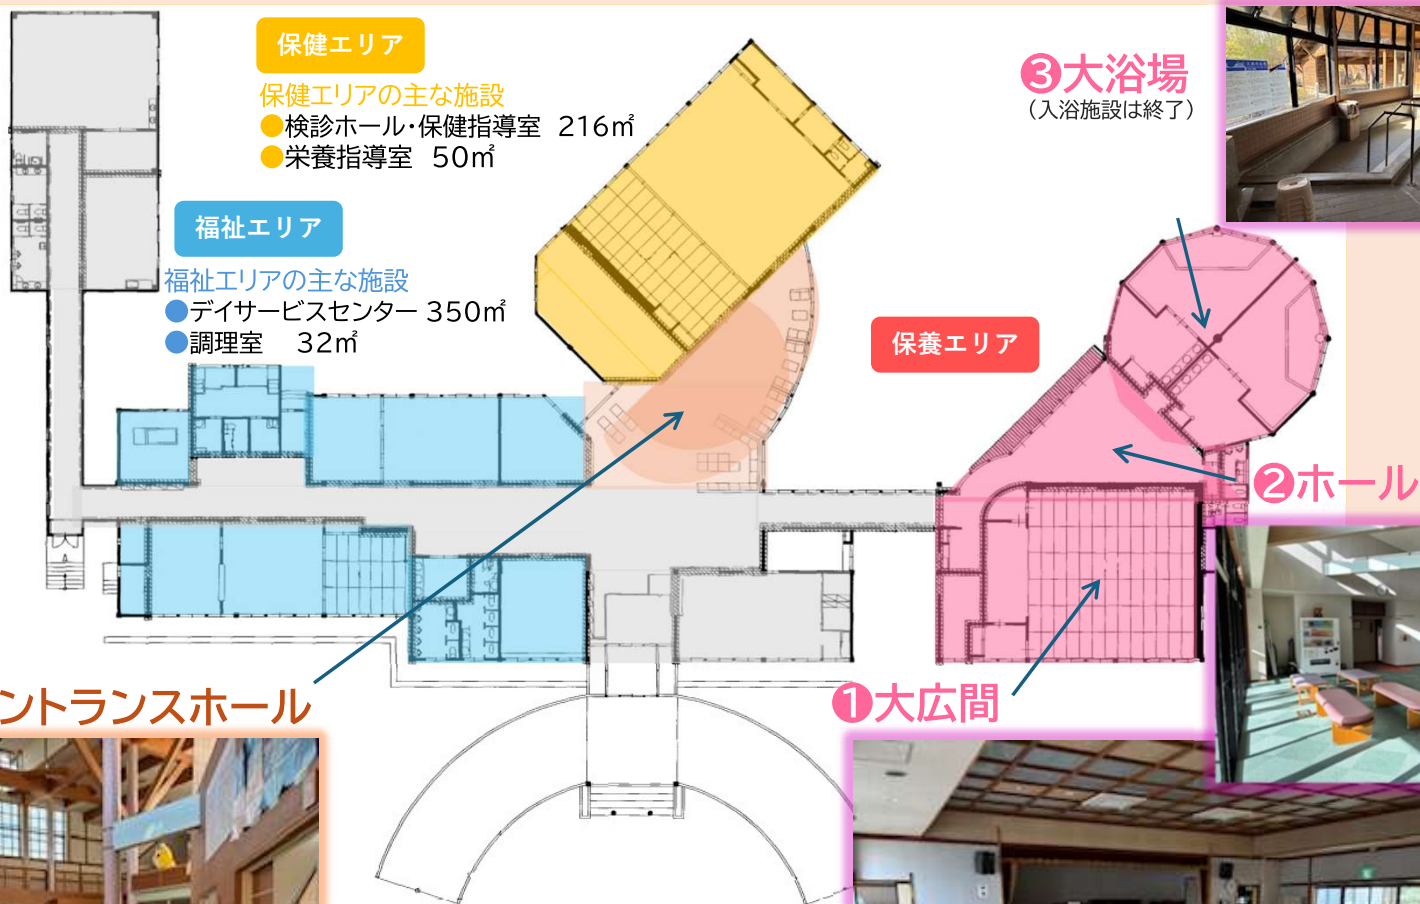 保健エリア
保健エリアの主な施設
●検診ホール・保健指導室 216㎡
●栄養指導室 50㎡
福祉エリア
福祉エリアの主な施設
●デイサービスセンター 350㎡
●調理室 32㎡
❸大浴場
(入浴施設は終了)
保養エリア
❷ホール
❶大広間
ントランスホール